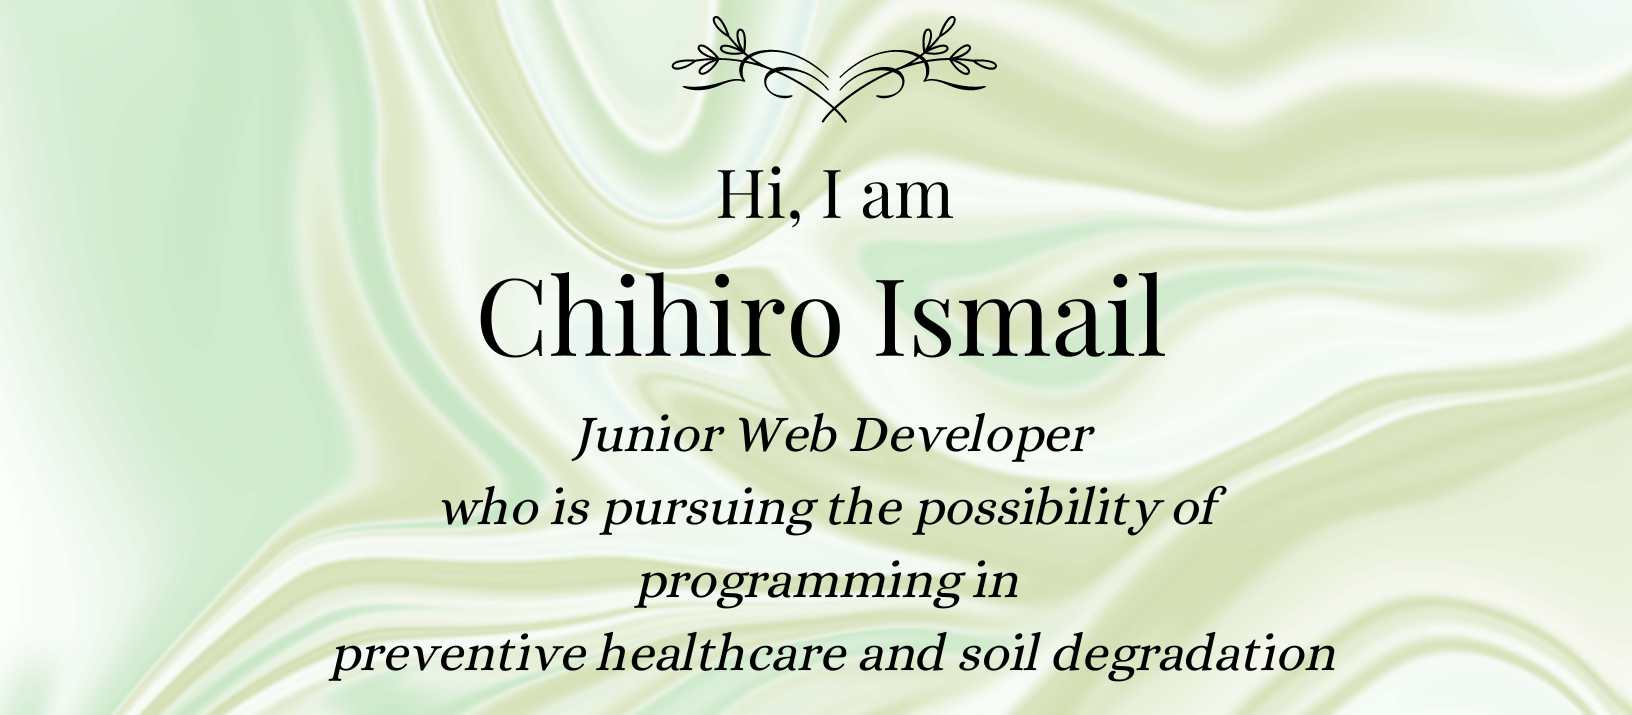 Hi, I am
Chihiro Ismail
Junior Web Developer
who is pursuing the possibility of
programming in
preventive healthcare and soil degradation